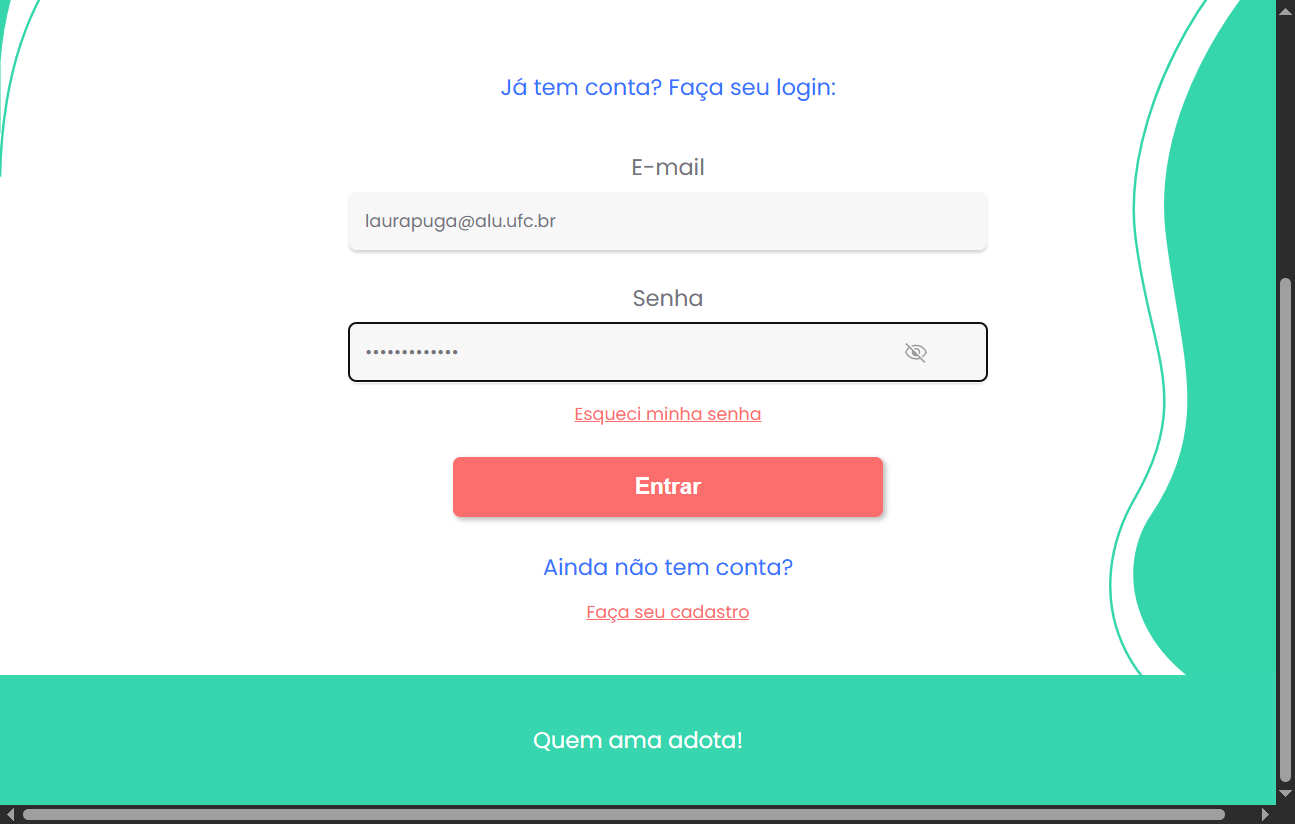 Já tem conta? Faça seu login:
E-mail
laurapuga@alu.ufc.br
Senha
•••••••••••••
Esqueci minha senha
Entrar
Ainda não tem conta?
Faça seu cadastro
Quem ama adota!